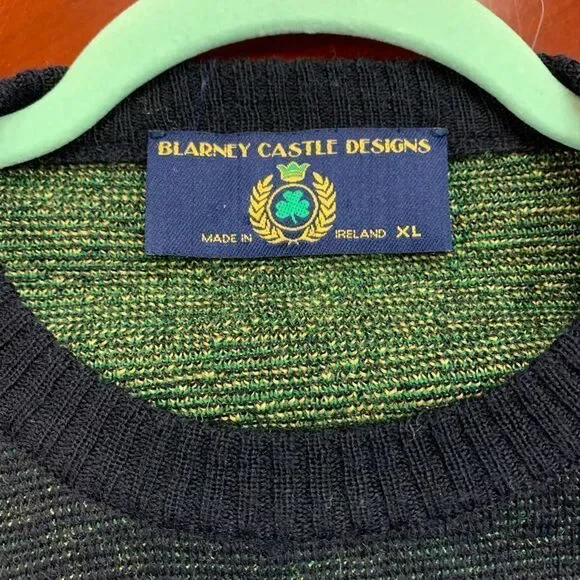 BLARNEY CASTLE DESIGNS
MADE IN IRELAND XL